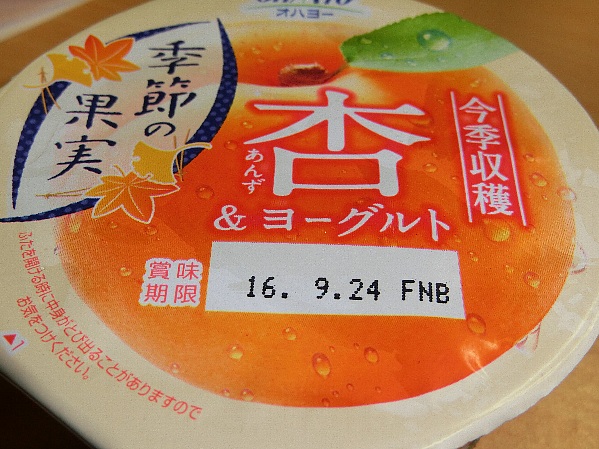 オハヨー
季節の
果実
杏
あんず
&ヨーグルト
今季収穫
賞味
期限
16. 9.24 FNB
ふたを開ける時に中身がとび出ることがありますので
お気をつけください。
▲1